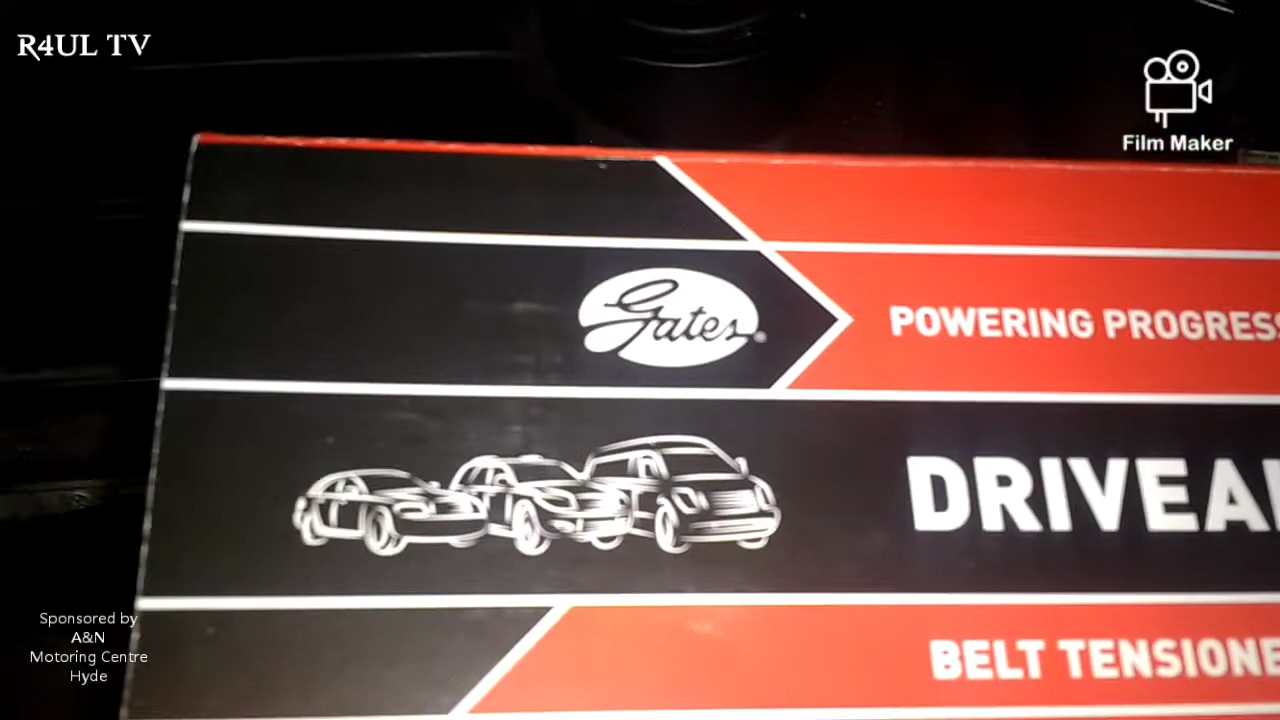 R4UL TV
Film Maker
Gates
POWERING PROGRESS
DRIVEA
BELT TENSIONE
Sponsored by
A&N
Motoring Centre
Hyde